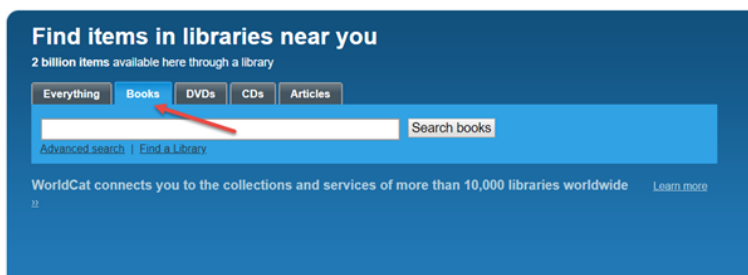 Find items in libraries near you
2 billion items available here through a library
Everything Books DVDs CDs Articles
Search books
Advanced search | Find a Library
WorldCat connects you to the collections and services of more than 10,000 libraries worldwide Learn more
»